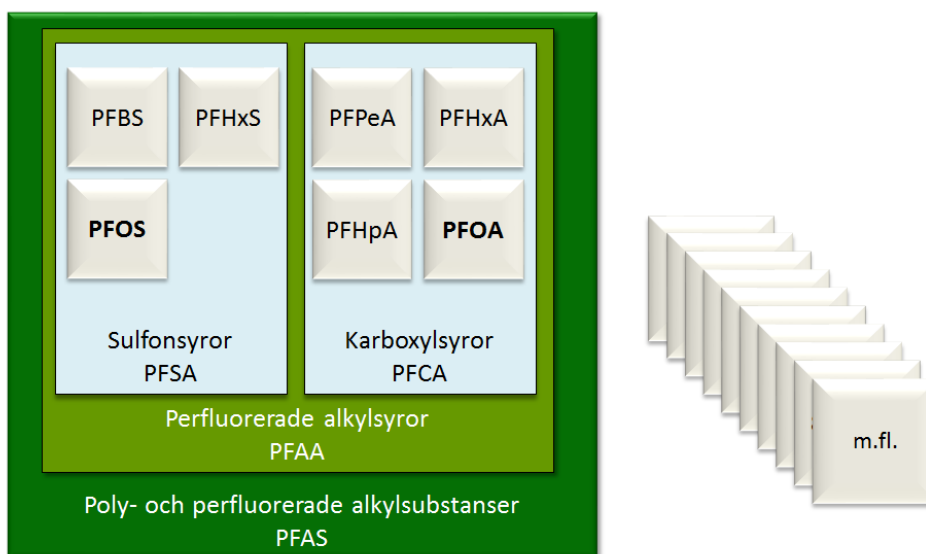 PFBS
PFHxS
PFOS
Sulfonsyror
PFSA
PFPeA
PFHxA
PFHpA
PFOA
Karboxylsyror
PFCA
Perfluorerade alkylsyror
PFAA
Poly- och perfluorerade alkylsubstanser
PFAS
m.fl.